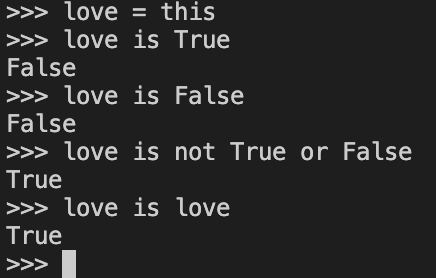 >>> love = this
>>> love is True
False
>>> love is False
False
>>> love is not True or False
True
>>> love is love
True
>>>